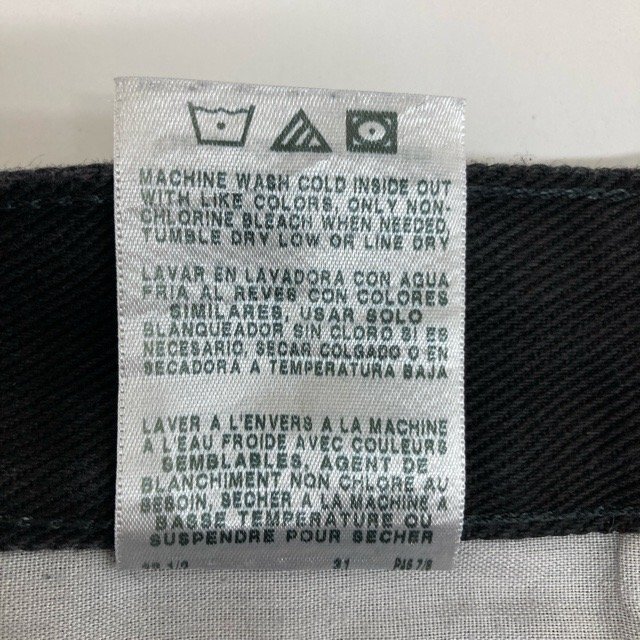 MACHINE WASH COLD INSIDE OUT
WITH LIKE COLORS, ONLY NON-
CHLORINE BLEACH WHEN NEEDED,
TUMBLE DRY LOW OR LINE DRY
LAVAR EN LAVADORA CON AGUA
FRIA AL REVES CON COLORES
SIMILARES, USAR SOLO
BLANQUEADOR SIN CLORO SI ES
NECESARIO, SECAR COLGADO O EN
SECADORA A TEMPERATURA BAJA
LAVER A L'ENVERS A LA MACHINE
A L'EAU FROIDE AVEC COULEURS
SEMBLABLES, AGENT DE
BLANCHIMENT NON CHLORE AU
BESOIN, SECHER A LA MACHINE A
BASSE TEMPERATURE OU
SUSPENDRE POUR SECHER
1/2 31